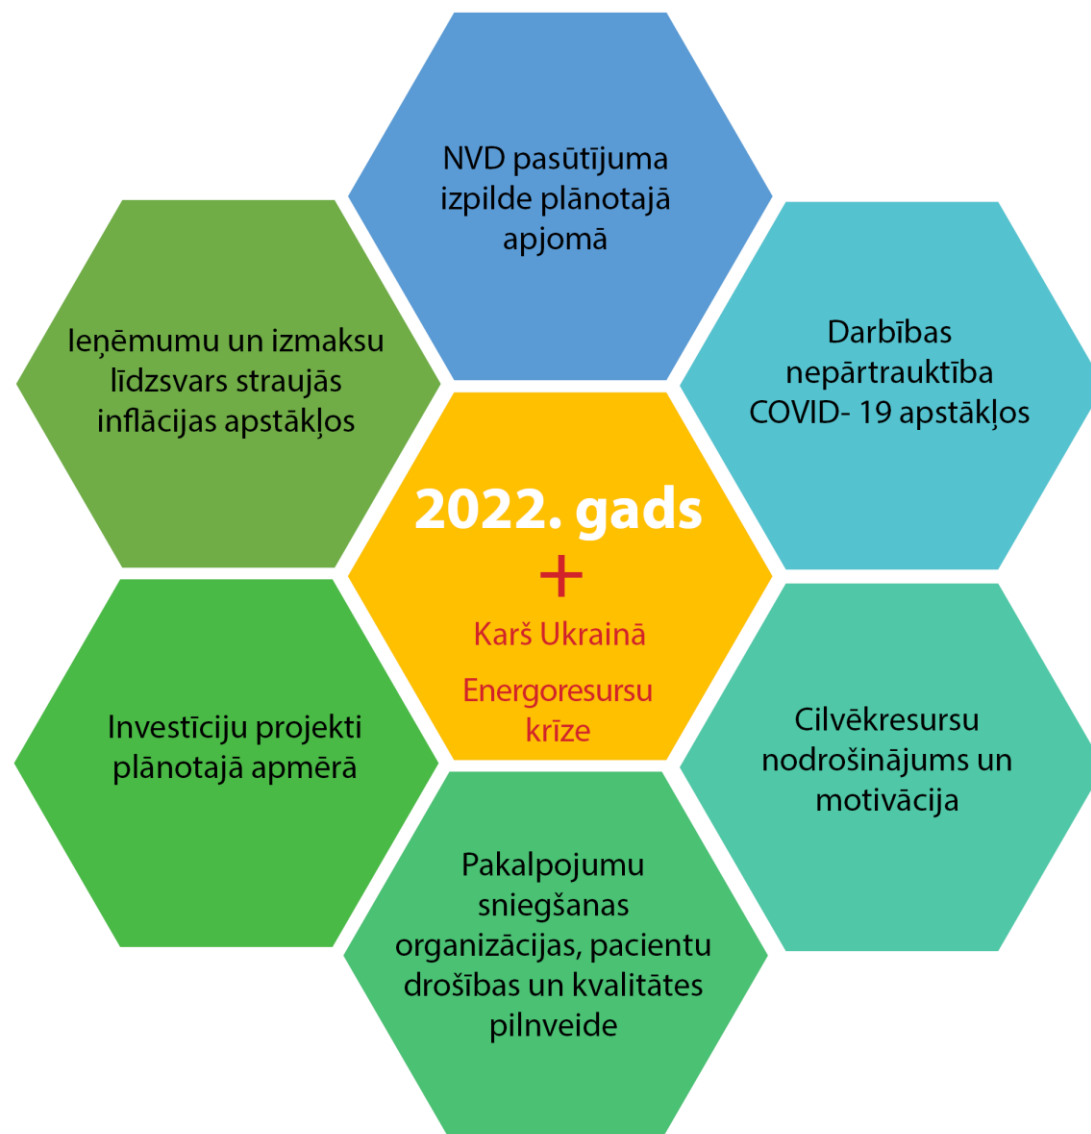 NVD pasūtījuma
izpilde plānotajā
apjomā
Ieņēmumu un izmaksu
līdzsvars straujās
inflācijas apstākļos
Darbības
nepārtrauktība
COVID- 19 apstākļos
2022. gads
+
Karš Ukrainā
Energoresursu
krīze
Investīciju projekti
plānotajā apmērā
Cilvēkresursu
nodrošinājums un
motivācija
Pakalpojumu
sniegšanas
organizācijas, pacientu
drošības un kvalitātes
pilnveide